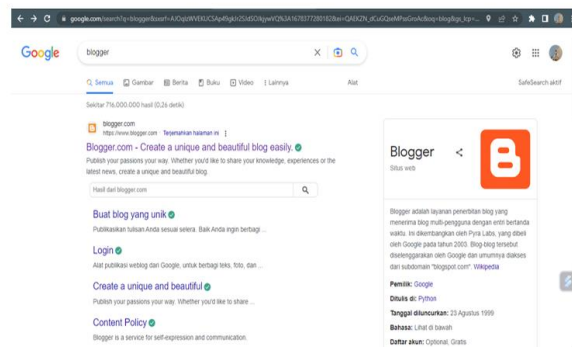 google.com/search?q=blogger
Google
blogger
Semua Gambar Berita Buku Video Lainnya Alat SafeSearch aktif
Sekitar 716.000.000 hasil (0,26 detik)
blogger.com
https://www.blogger.com Terjemahkan halaman ini
Blogger.com - Create a unique and beautiful blog easily.
Publish your passions your way. Whether you'd like to share your knowledge, experiences or the
latest news, create a unique and beautiful blog.
Hasil dari blogger.com
Buat blog yang unik
Publikasikan tulisan Anda sesuai selera. Baik Anda ingin berbagi ...
Login
Alat publikasi weblog dari Google, untuk berbagi teks, foto, dan ...
Create a unique and beautiful
Publish your passions your way. Whether you'd like to share ...
Content Policy
Blogger is a service for self-expression and communication.
Blogger
Situs web
Blogger adalah layanan penerbitan blog yang
menerima blog multi-pengguna dengan entri bertanda
waktu. Ini dikembangkan oleh Pyra Labs, yang dibeli
oleh Google pada tahun 2003. Blog-blog tersebut
diselenggarakan oleh Google dan umumnya diakses
dari subdomain "blogspot.com". Wikipedia
Pemilik: Google
Ditulis di: Python
Tanggal diluncurkan: 23 Agustus 1999
Bahasa: Lihat di bawah
Daftar akun: Optional, Gratis